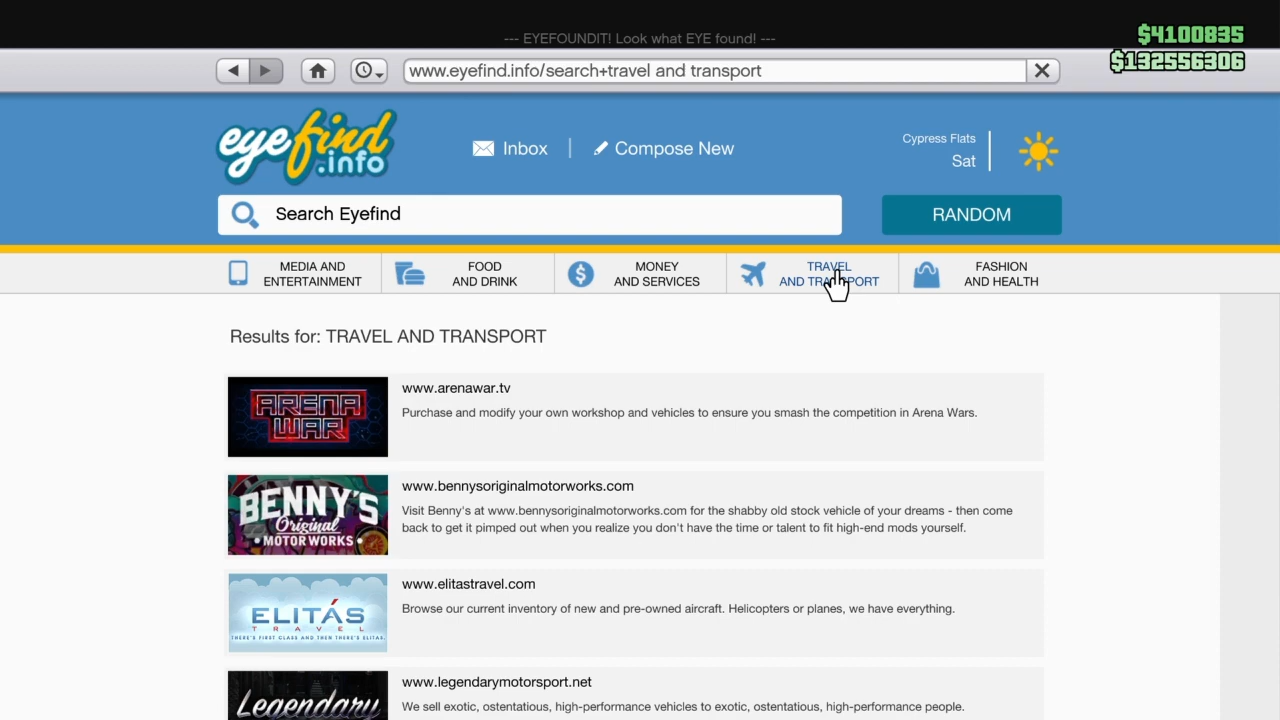 --- EYEFOUNDIT! Look what EYE found! ---
$4100835
$132556306
www.eyefind.info/search+travel and transport
eyefind
.info
Inbox
Compose New
Cypress Flats
Sat
Search Eyefind
RANDOM
MEDIA AND
ENTERTAINMENT
FOOD
AND DRINK
MONEY
AND SERVICES
TRAVEL
AND TRANSPORT
FASHION
AND HEALTH
Results for: TRAVEL AND TRANSPORT
ARENA
WAR
www.arenawar.tv
Purchase and modify your own workshop and vehicles to ensure you smash the competition in Arena Wars.
BENNY'S
Original
•MOTOR WORKS•
www.bennysoriginalmotorworks.com
Visit Benny's at www.bennysoriginalmotorworks.com for the shabby old stock vehicle of your dreams - then come
back to get it pimped out when you realize you don't have the time or talent to fit high-end mods yourself.
ELITÁS
TRAVEL
THERE'S FIRST CLASS AND THEN THERE'S ELITAS.
www.elitastravel.com
Browse our current inventory of new and pre-owned aircraft. Helicopters or planes, we have everything.
Legendary
www.legendarymotorsport.net
We sell exotic, ostentatious, high-performance vehicles to exotic, ostentatious, high-performance people.